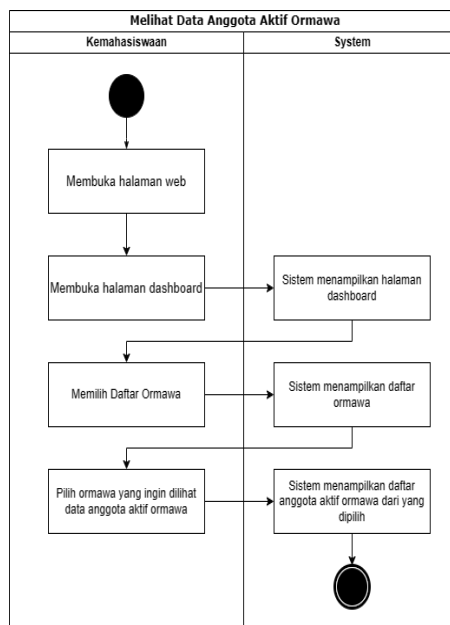 Melihat Data Anggota Aktif Ormawa
Kemahasiswaan
System
Membuka halaman web
Membuka halaman dashboard
Sistem menampilkan halaman
dashboard
Memilih Daftar Ormawa
Sistem menampilkan daftar
ormawa
Pilih ormawa yang ingin dilihat
data anggota aktif ormawa
Sistem menampilkan daftar
anggota aktif ormawa dari yang
dipilih